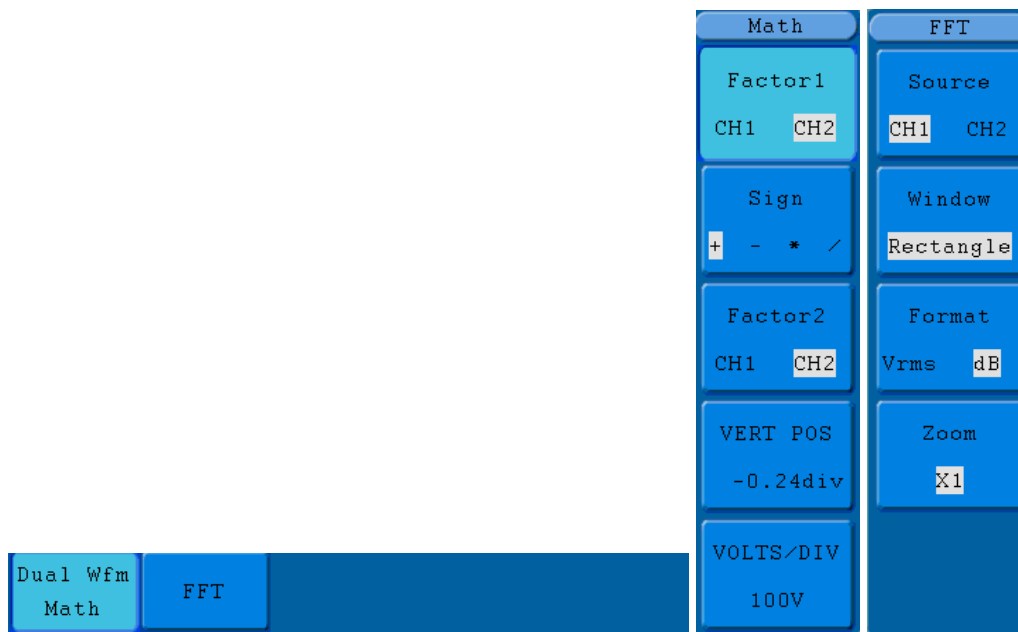 Math
Factor1
CH1 CH2
Sign
+ - * /
Factor2
CH1 CH2
VERT POS
-0.24div
VOLTS/DIV
100V
FFT
Source
CH1 CH2
Window
Rectangle
Format
Vrms dB
Zoom
X1
Dual Wfm
Math
FFT